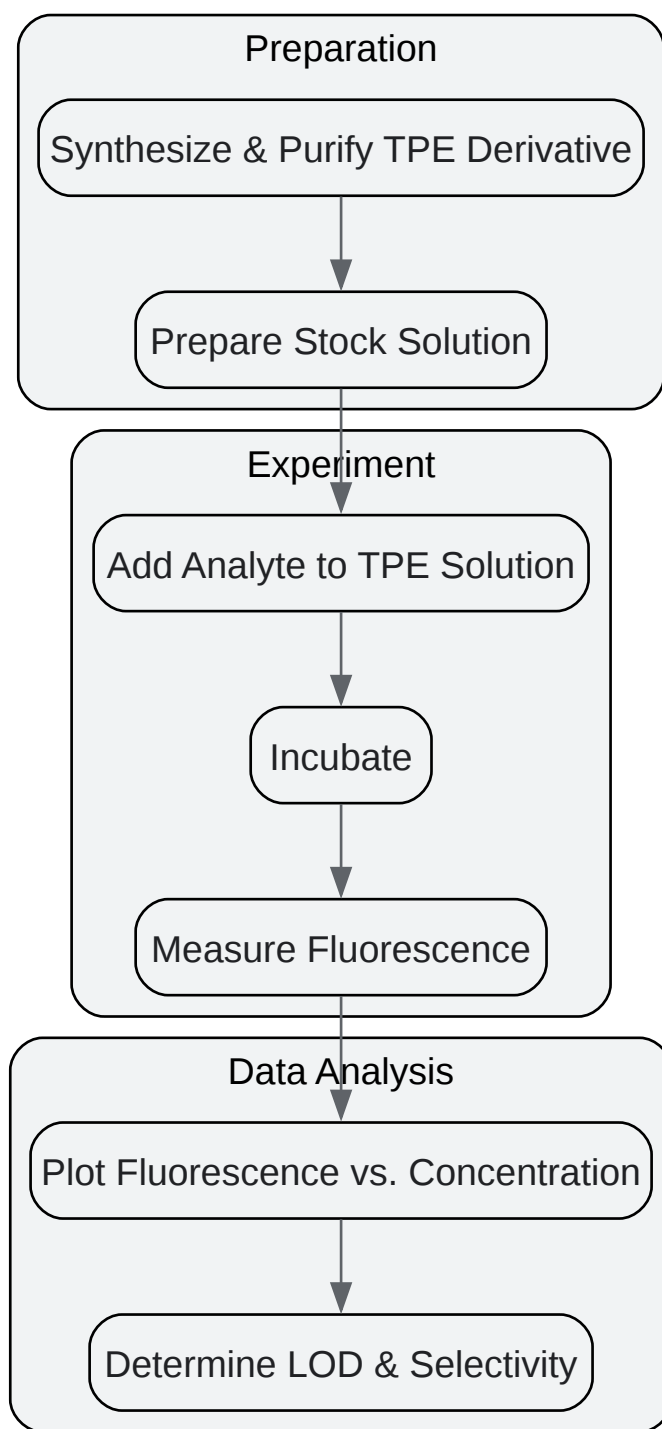 Preparation
Synthesize & Purify TPE Derivative
Prepare Stock Solution
Experiment
Add Analyte to TPE Solution
Incubate
Measure Fluorescence
Data Analysis
Plot Fluorescence vs. Concentration
Determine LOD & Selectivity